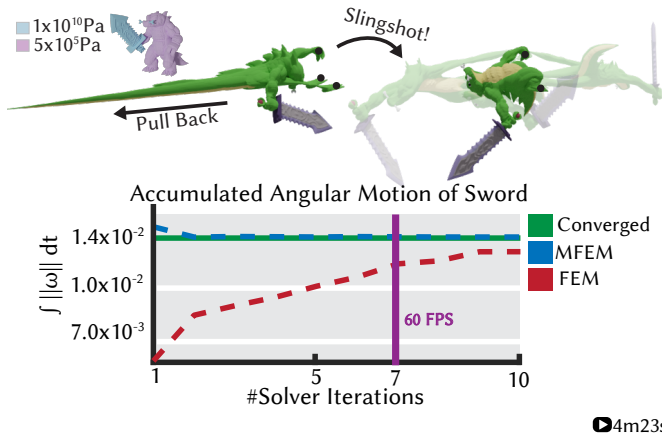 1x10¹⁰Pa
5x10⁵Pa
Slingshot!
Pull Back
Accumulated Angular Motion of Sword
∫ ||ω|| dt
1.4x10⁻²
1.0x10⁻²
7.0x10⁻³
60 FPS
1
5
7
10
#Solver Iterations
Converged
MFEM
FEM
4m23s